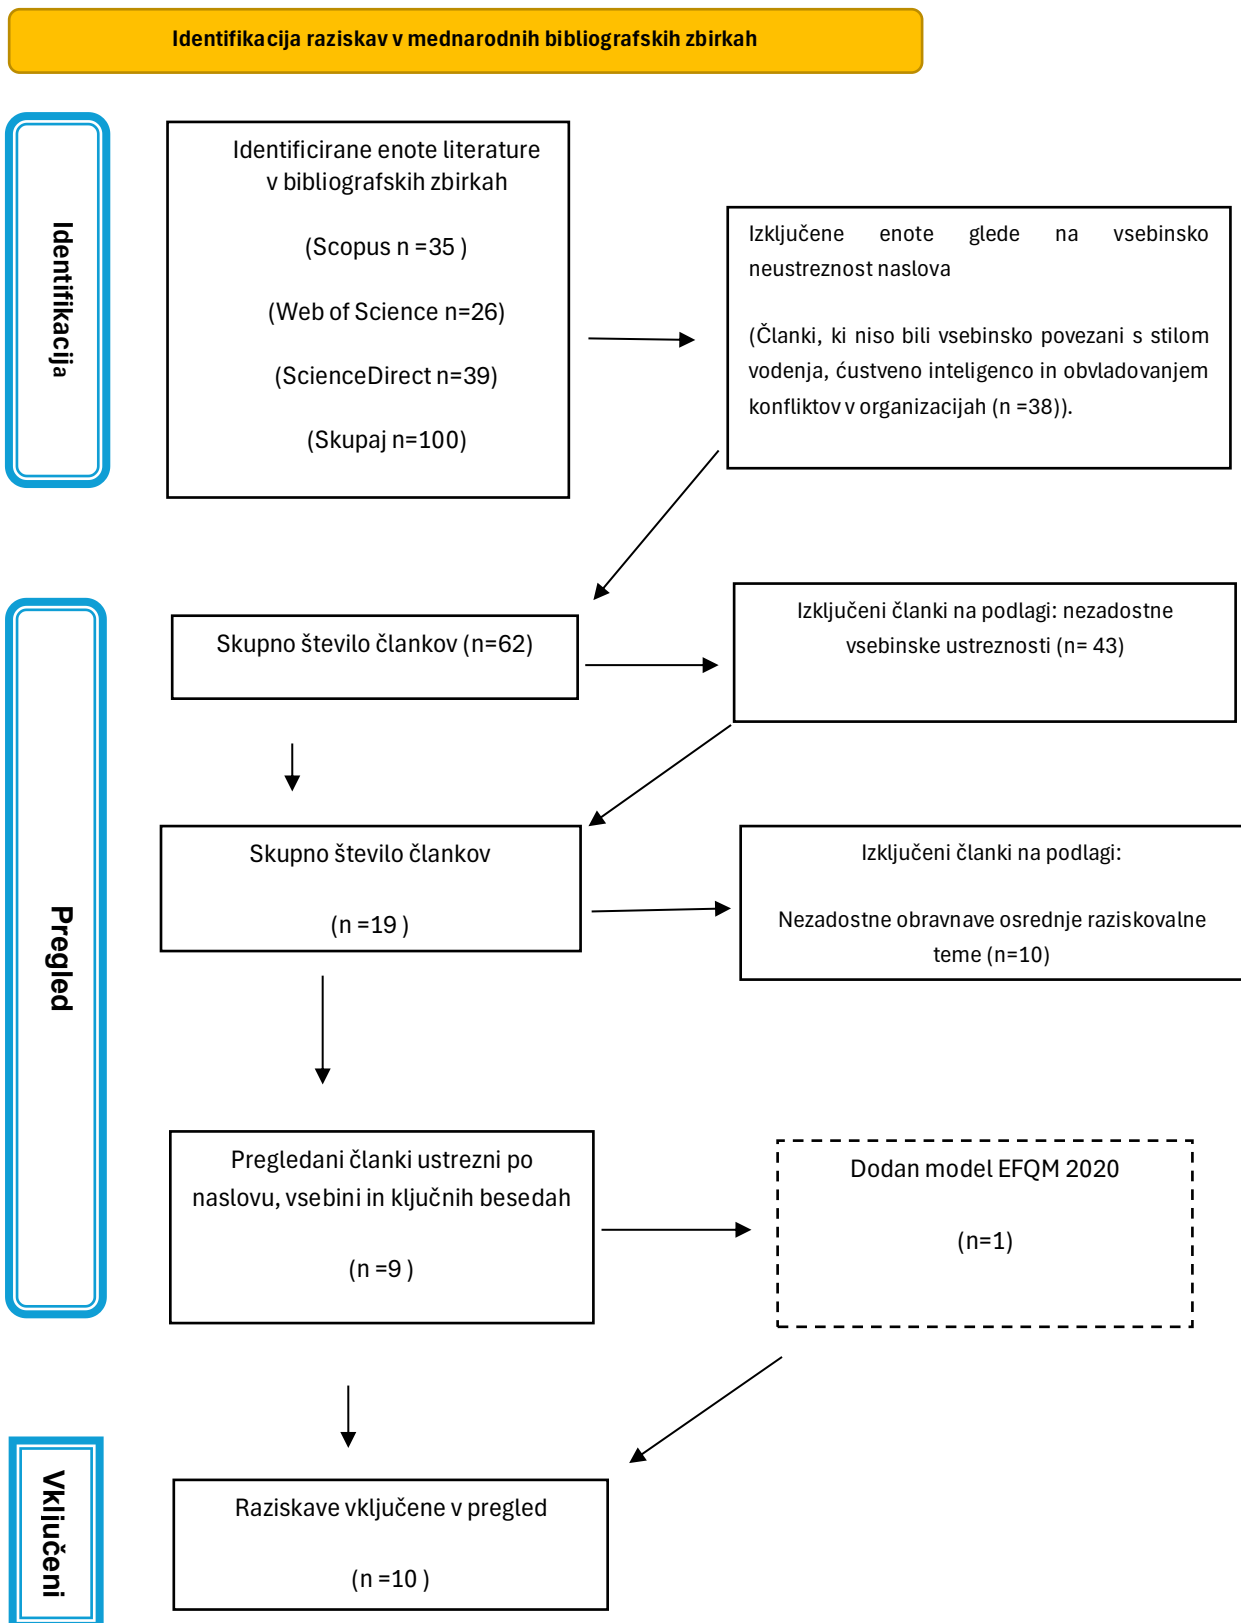 Identifikacija raziskav v mednarodnih bibliografskih zbirkah
Identifikacija
Identificirane enote literature
v bibliografskih zbirkah
(Scopus n =35 )
(Web of Science n=26)
(ScienceDirect n=39)
(Skupaj n=100)
Izključene enote glede na vsebinsko
neustreznost naslova
(Članki, ki niso bili vsebinsko povezani s stilom
vodenja, ćustveno inteligenco in obvladovanjem
konfliktov v organizacijah (n =38)).
Pregled
Skupno število člankov (n=62)
Izključeni članki na podlagi: nezadostne
vsebinske ustreznosti (n= 43)
Skupno število člankov
(n =19 )
Izključeni članki na podlagi:
Nezadostne obravnave osrednje raziskovalne
teme (n=10)
Pregledani članki ustrezni po
naslovu, vsebini in ključnih besedah
(n =9 )
Dodan model EFQM 2020
(n=1)
Vključeni
Raziskave vključene v pregled
(n =10 )